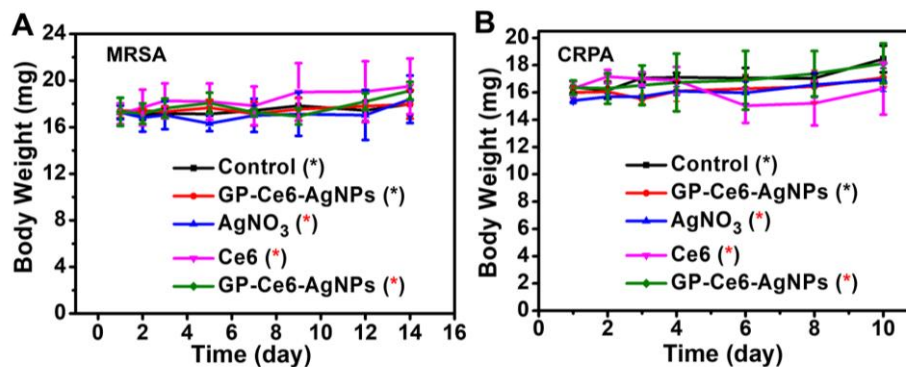 A
MRSA
Body Weight (mg)
24
20
16
12
8
4
0
Control (*)
GP-Ce6-AgNPs (*)
AgNO₃ (*)
Ce6 (*)
GP-Ce6-AgNPs (*)
0 2 4 6 8 10 12 14 16
Time (day)
B
CRPA
Body Weight (mg)
20
18
16
14
12
10
8
6
4
2
0
Control (*)
GP-Ce6-AgNPs (*)
AgNO₃ (*)
Ce6 (*)
GP-Ce6-AgNPs (*)
0 2 4 6 8 10
Time (day)